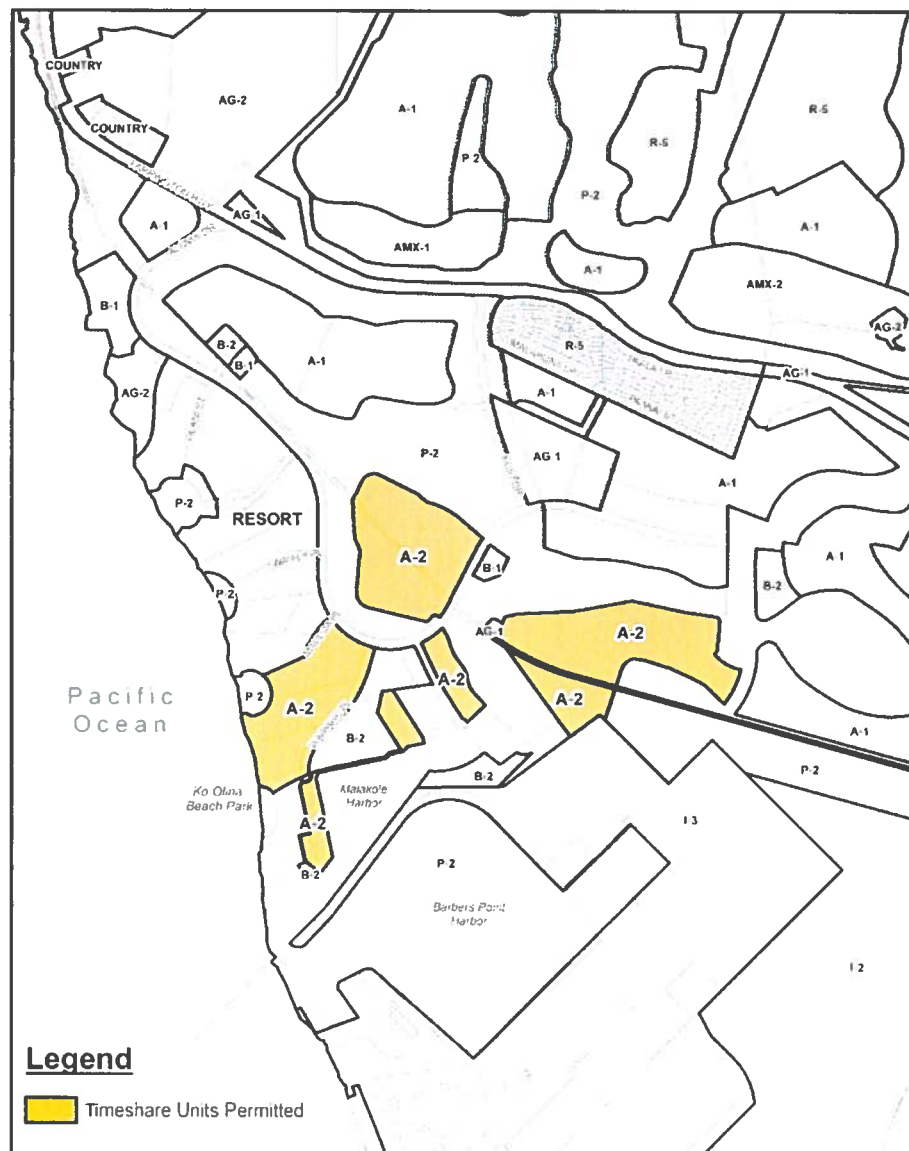 COUNTRY
AG-2
A-1
R-5
R-5
COUNTRY
P-2
P-2
AG-1
A-1
A-1
AMX-1
A-1
AMX-2
B-1
AG-2
B-2
R-5
A-1
B-1
AG-1
AG-2
A-1
P-2
AG-1
A-1
P-2
RESORT
A-2
B-1
A-1
B-2
P-2
AG-1
A-2
A-2
P-2
A-2
A-2
Pacific
Ocean
B-2
A-1
P-2
B-2
Ko Olina
Beach Park
Malakole
Harbor
A-2
I-3
P-2
B-2
Barbers Point
Harbor
I-2
Legend
Timeshare Units Permitted